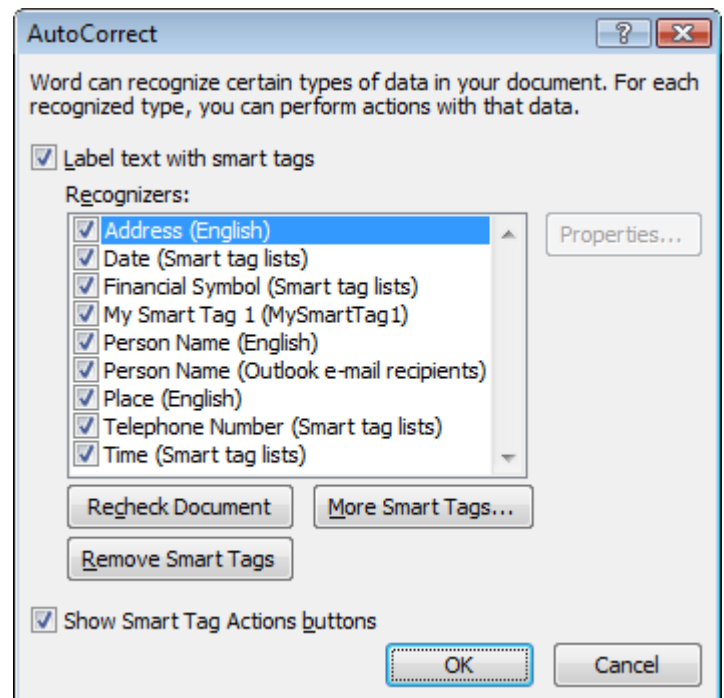 AutoCorrect
Word can recognize certain types of data in your document. For each
recognized type, you can perform actions with that data.
Label text with smart tags
Recognizers:
Address (English)
Properties...
Date (Smart tag lists)
Financial Symbol (Smart tag lists)
My Smart Tag 1 (MySmartTag1)
Person Name (English)
Person Name (Outlook e-mail recipients)
Place (English)
Telephone Number (Smart tag lists)
Time (Smart tag lists)
Recheck Document
More Smart Tags...
Remove Smart Tags
Show Smart Tag Actions buttons
OK
Cancel